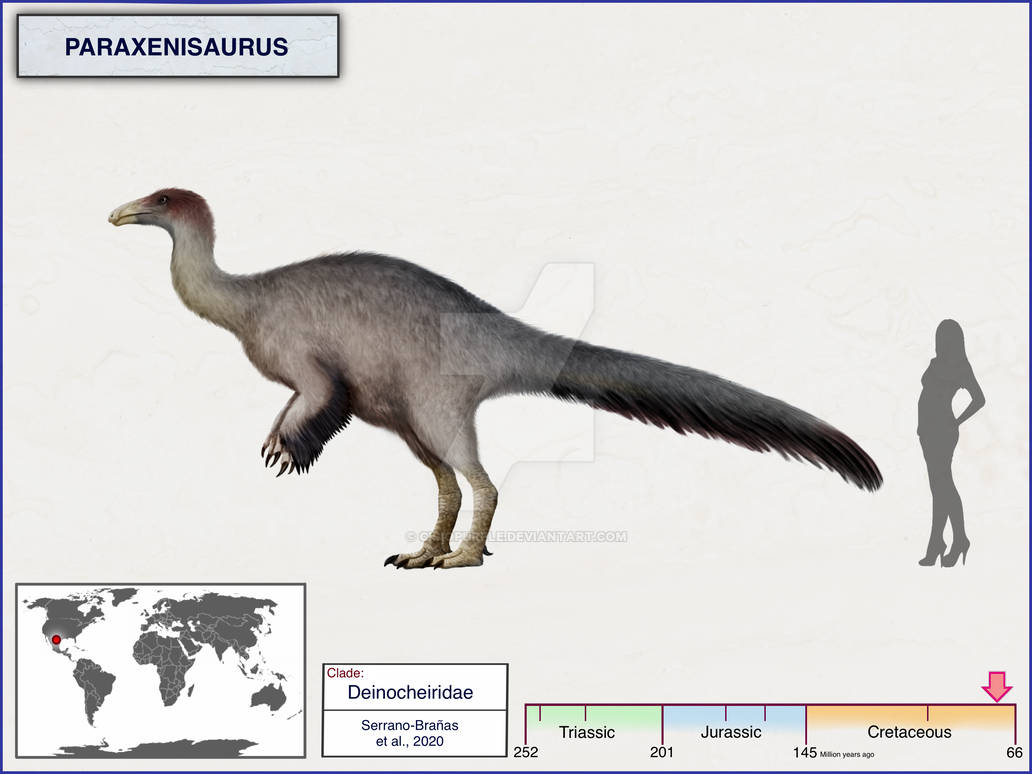 PARAXENISAURUS
Clade:
Deinocheiridae
Serrano-Brañas
et al., 2020
Triassic
Jurassic
Cretaceous
252
201
145 Million years ago
66